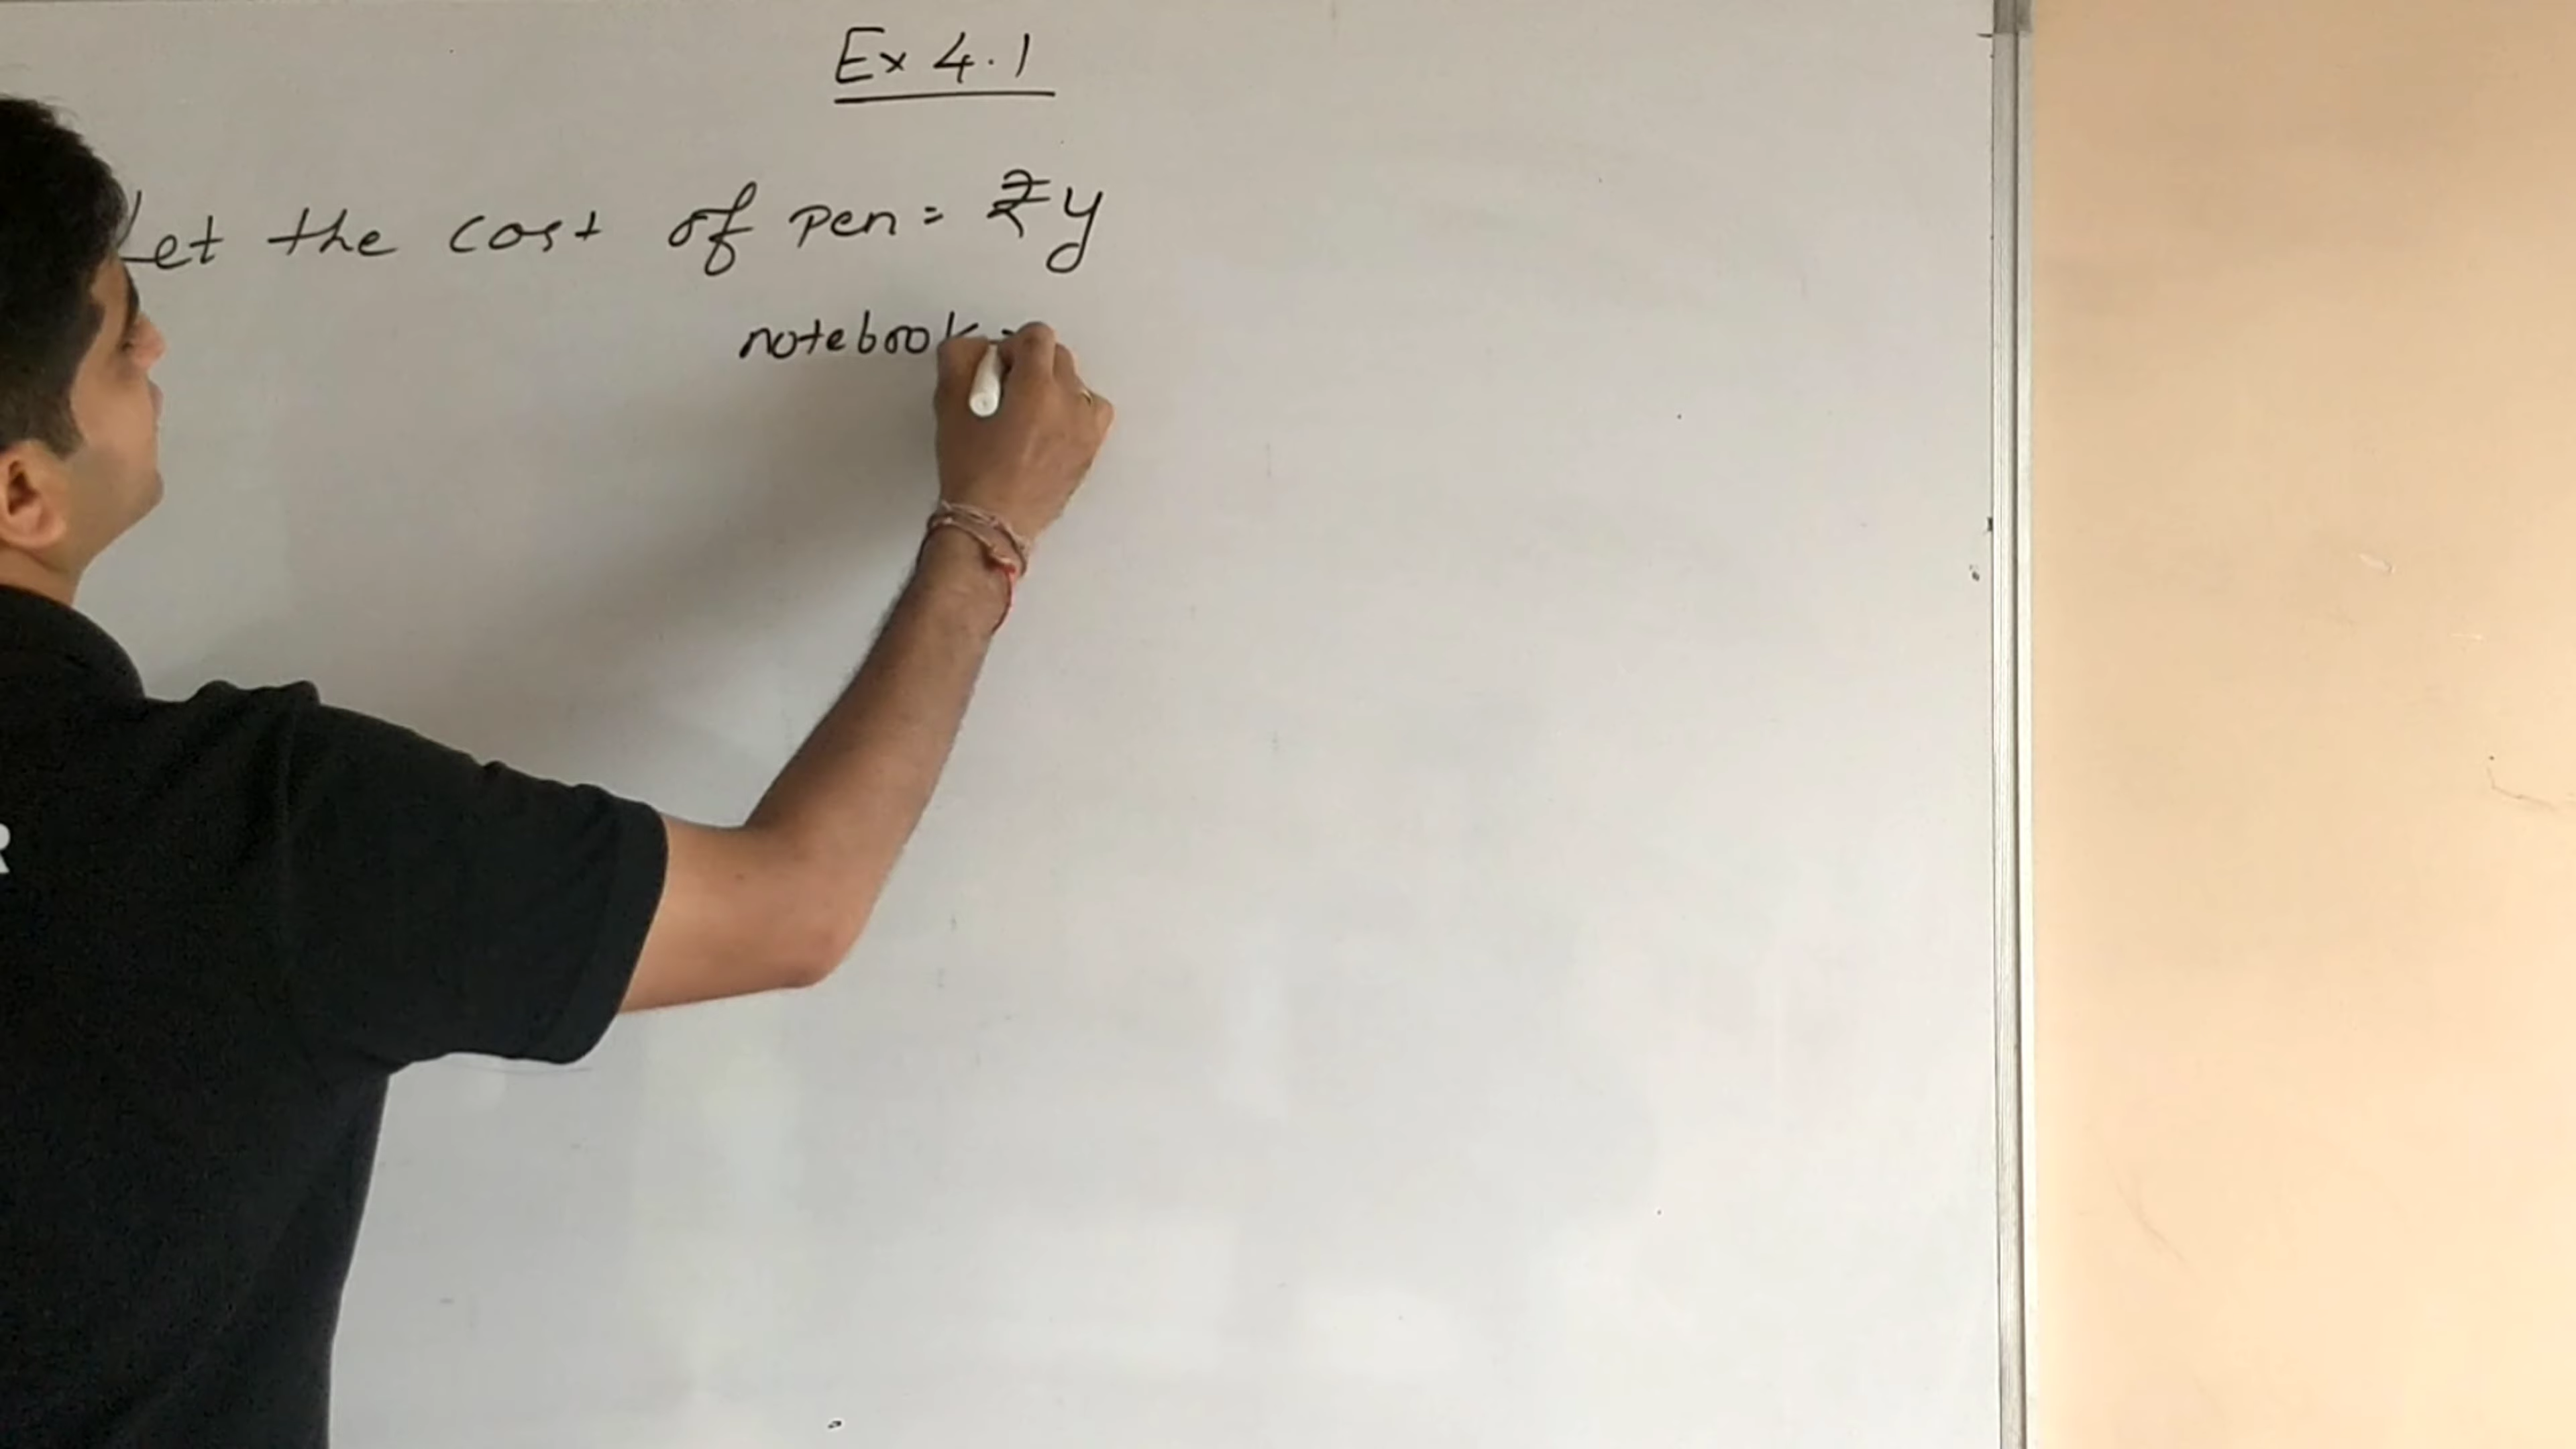 Ex 4.1
Let the cost of pen = ₹y
notebook =
R